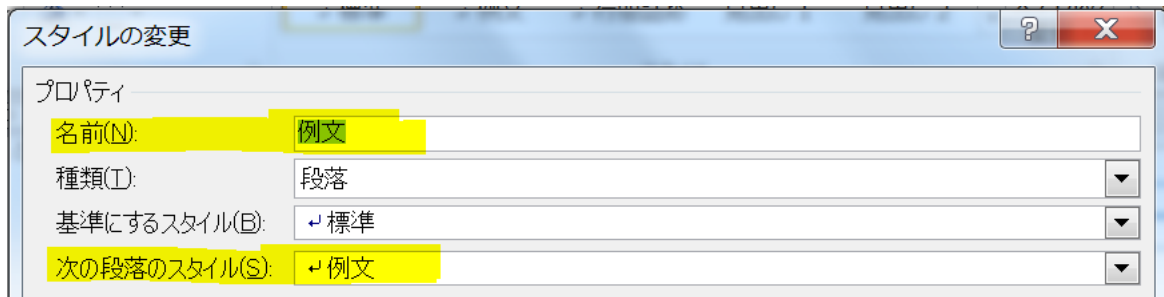 スタイルの変更
プロパティ
名前(N): 例文
種類(T): 段落
基準にするスタイル(B): ↵標準
次の段落のスタイル(S): ↵例文